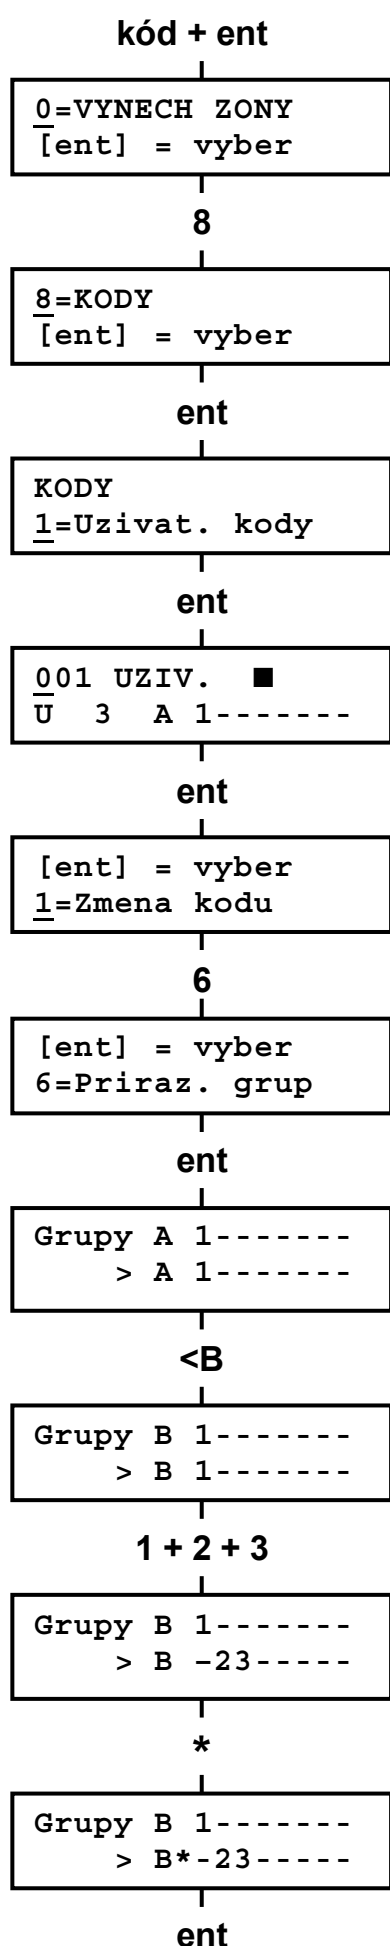 kód + ent
0=VYNECH ZONY
[ent] = vyber
8
8=KODY
[ent] = vyber
ent
KODY
1=Uzivat. kody
ent
001 UZIV. ■
U 3 A 1-------
ent
[ent] = vyber
1=Zmena kodu
6
[ent] = vyber
6=Priraz. grup
ent
Grupy A 1-------
> A 1-------
<B
Grupy B 1-------
> B 1-------
1 + 2 + 3
Grupy B 1-------
> B –23-----
*
Grupy B 1-------
> B*-23-----
ent